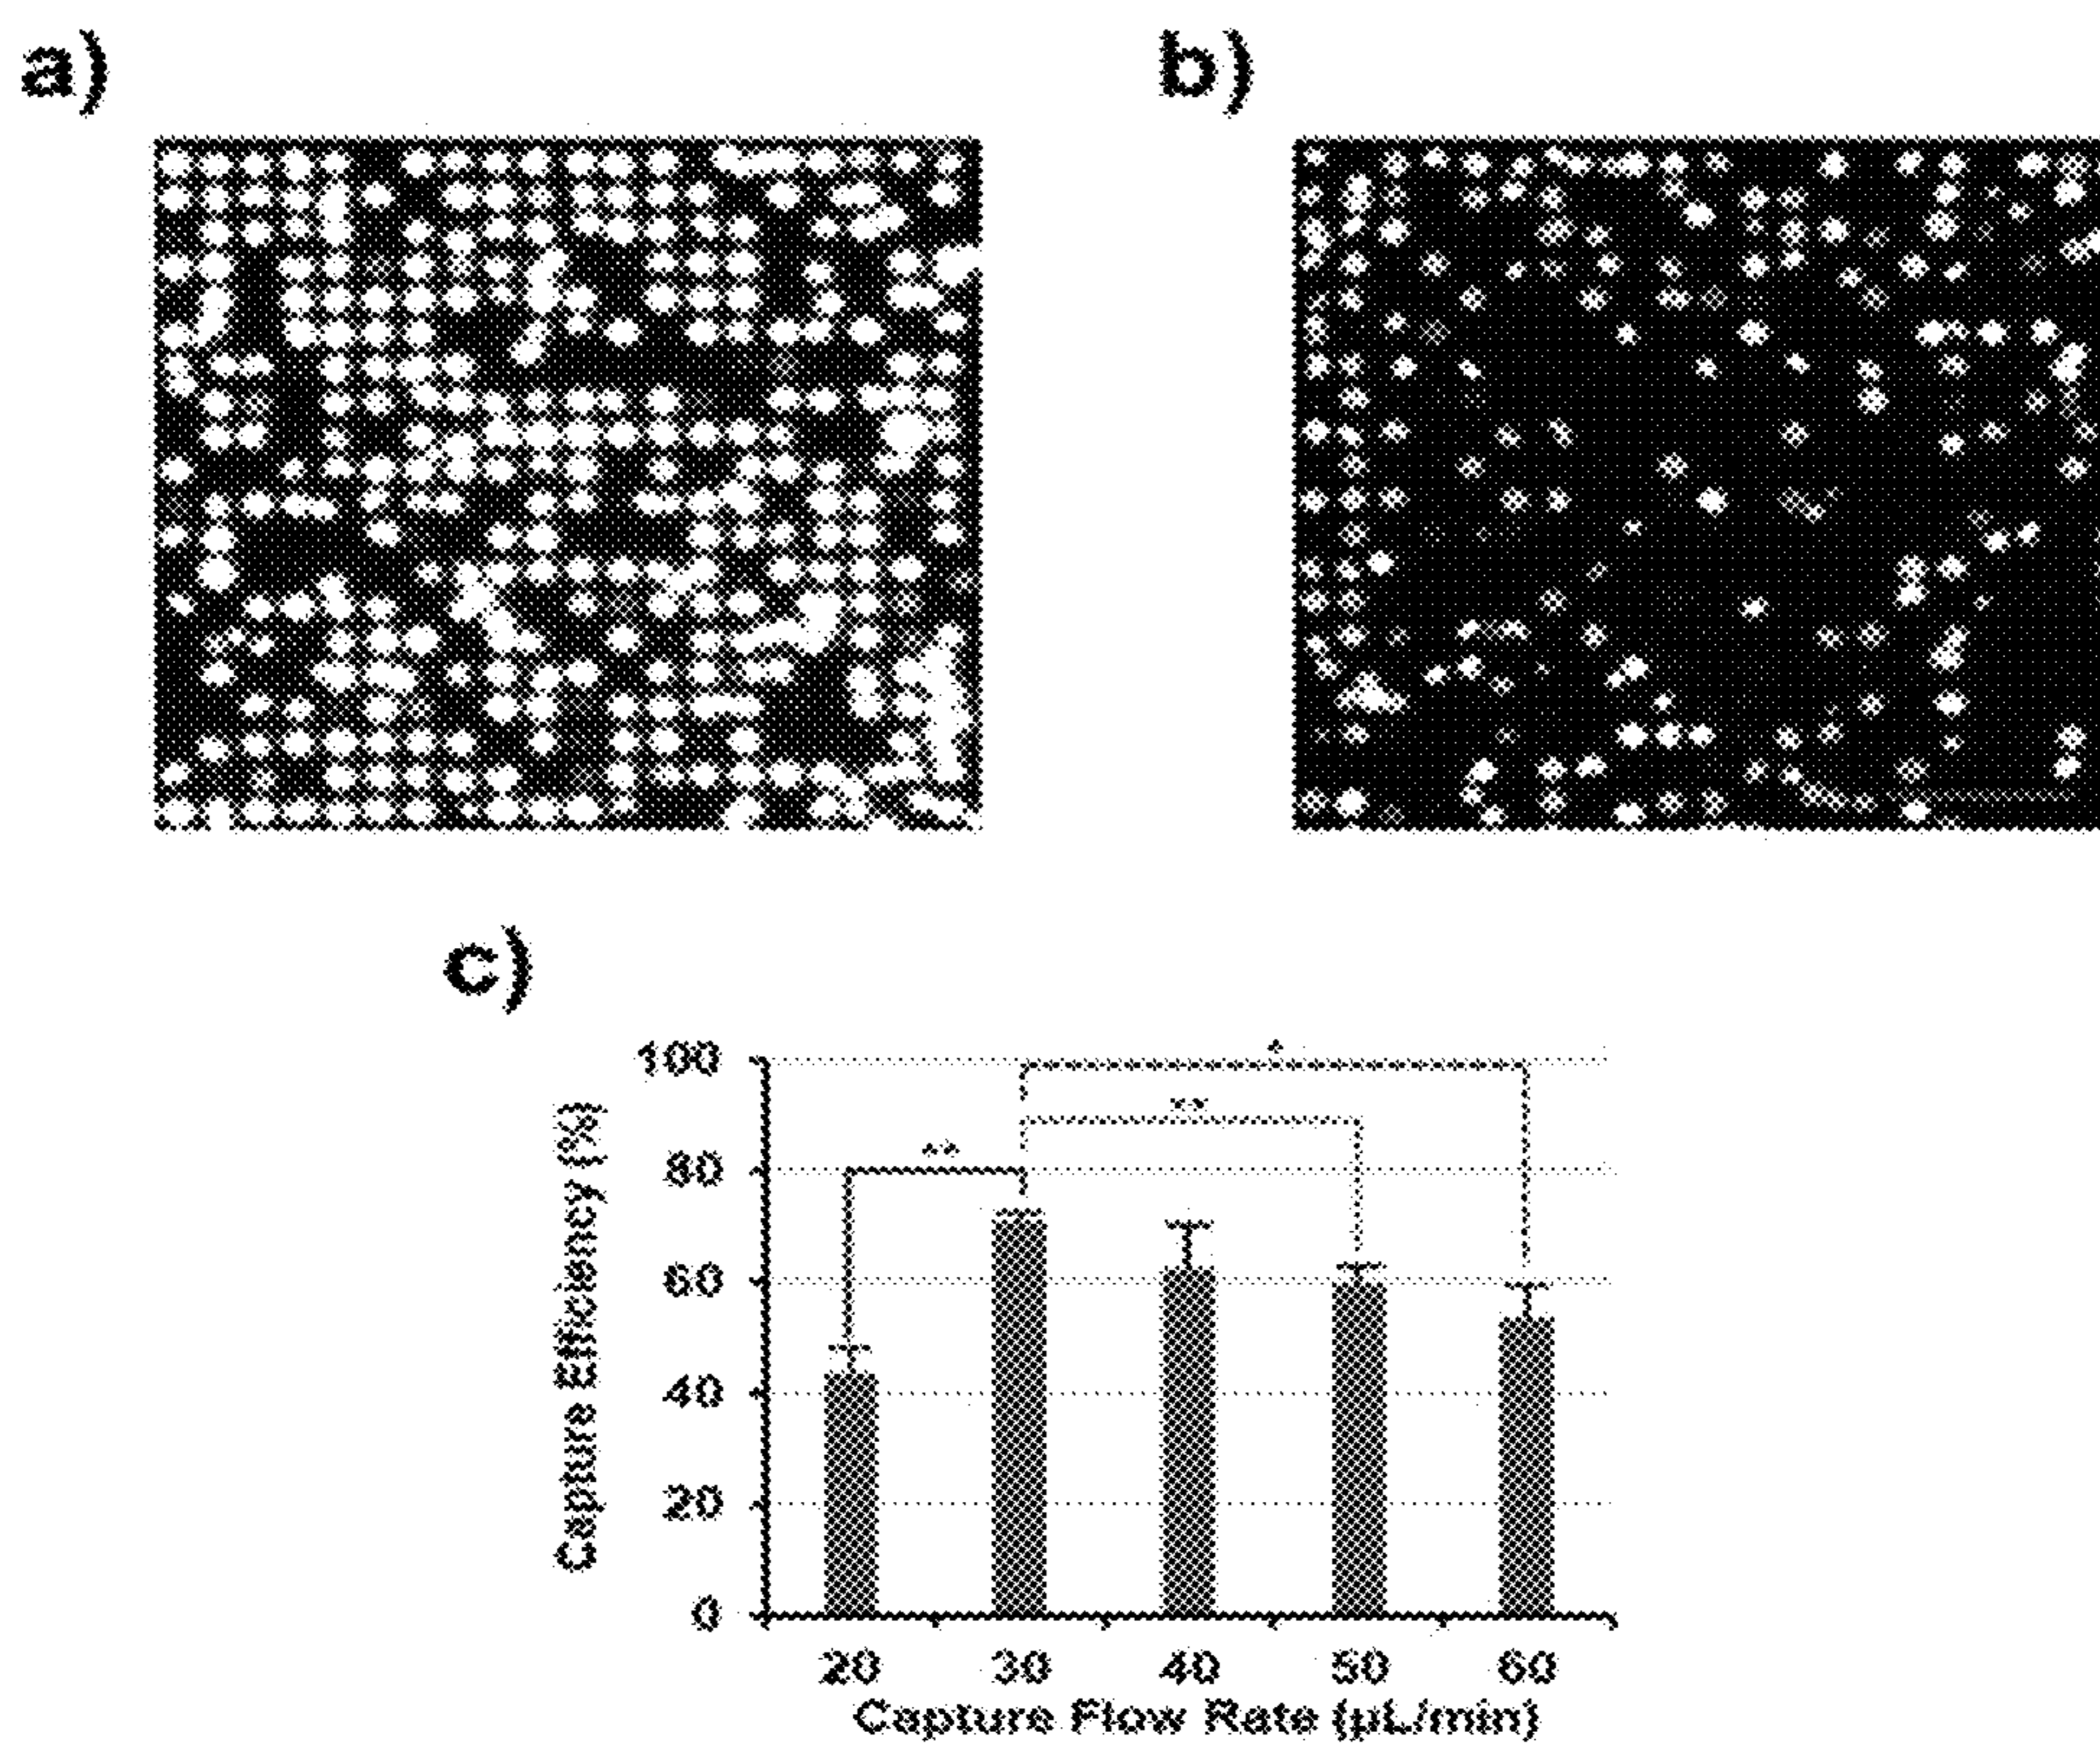 a)
b)
c)
100
80
60
40
20
0
Capture Efficiency (%)
*
**
**
20 30 40 50 60
Capture Flow Rate (µL/min)